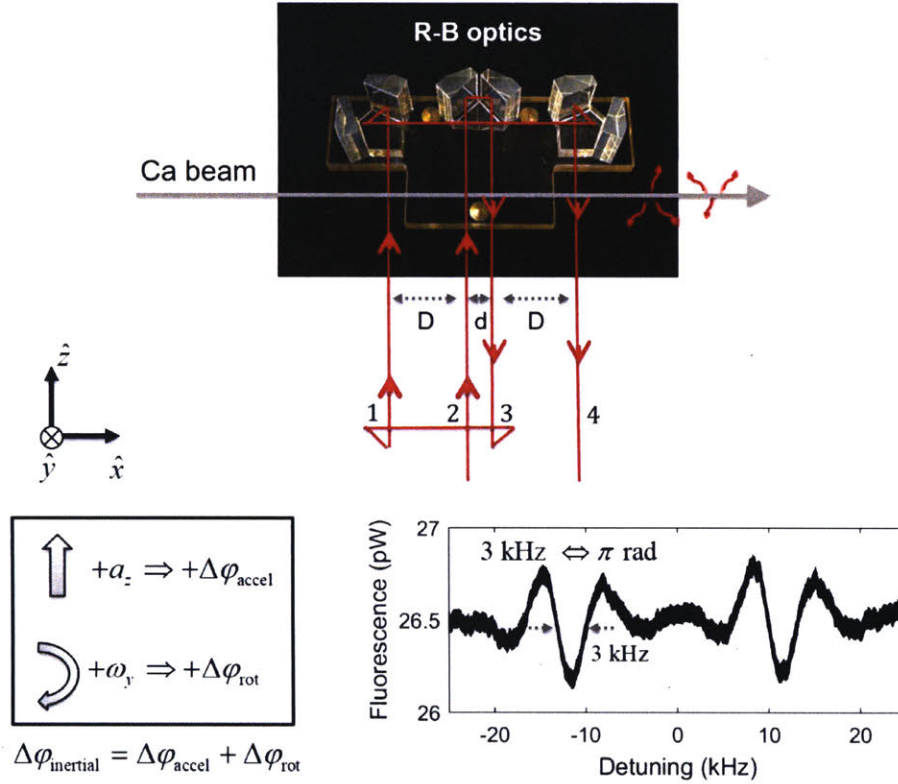 R-B optics
Ca beam
D d D
1 2 3 4
ẑ
ŷ x̂
+a_z ⇒ +Δφ_accel
+ω_y ⇒ +Δφ_rot
Δφ_inertial = Δφ_accel + Δφ_rot
Fluorescence (pW)
27
26.5
26
3 kHz ⇔ π rad
3 kHz
-20 -10 0 10 20
Detuning (kHz)